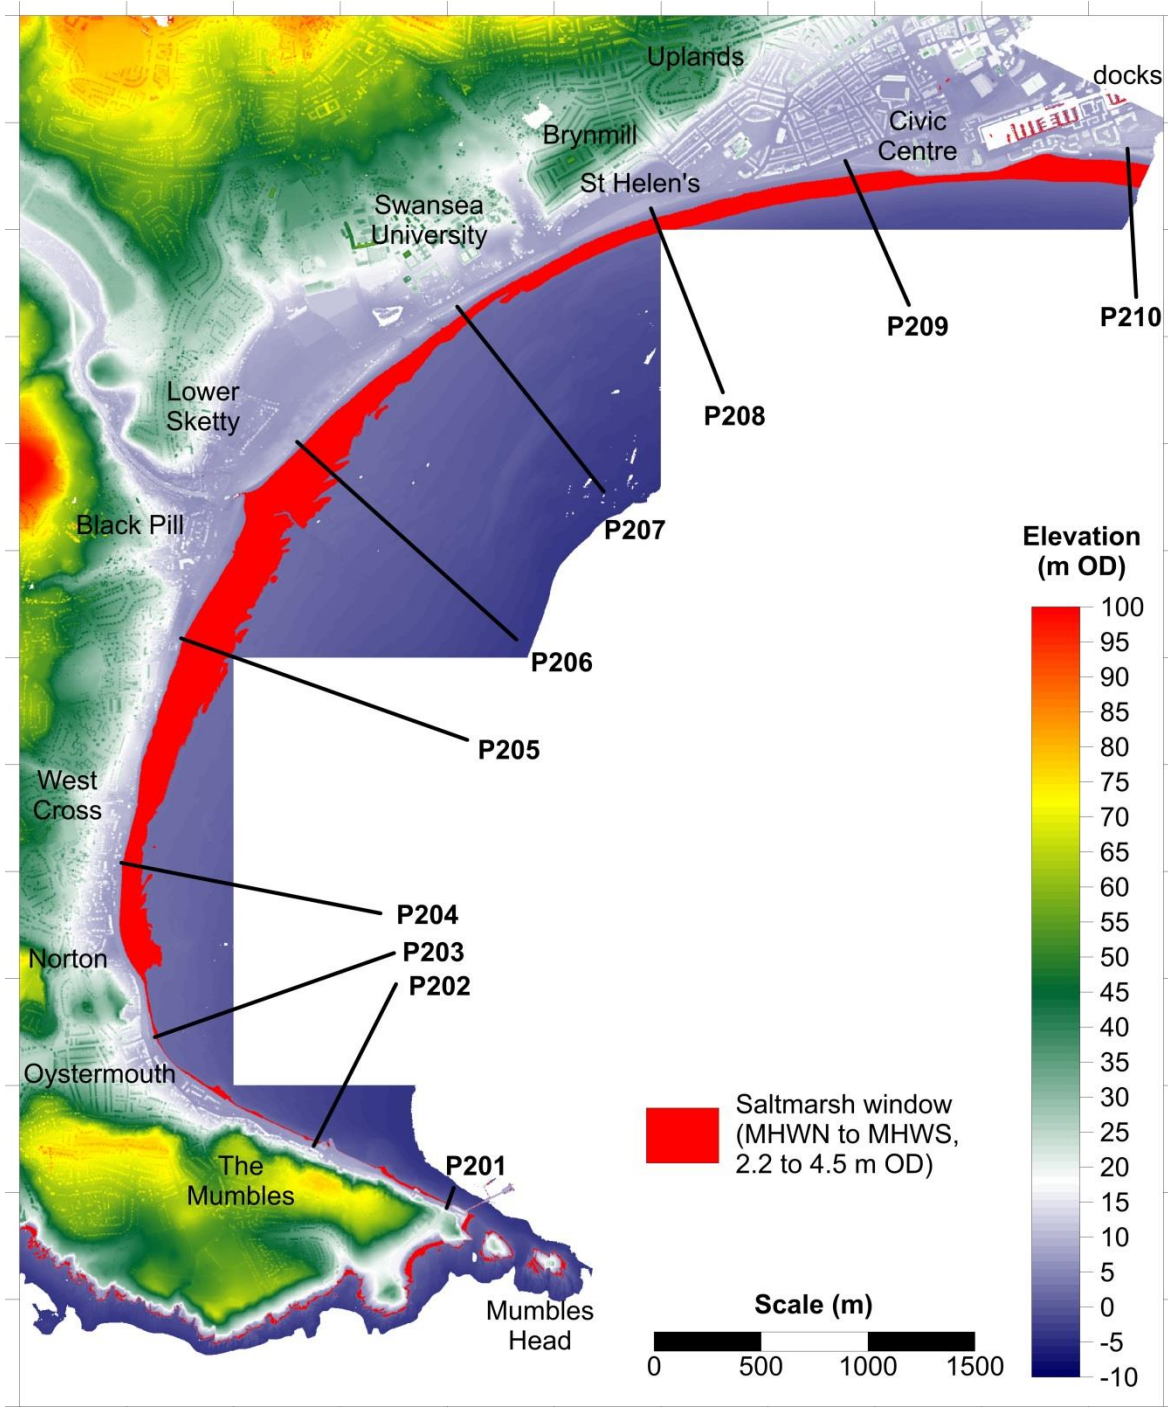 Uplands
docks
Brynmill
Civic
Centre
St Helen's
Swansea
University
P209
P210
Lower
Sketty
P208
Black Pill
P207
Elevation
(m OD)
100
95
90
85
80
75
70
65
60
55
50
45
40
35
30
25
20
15
10
5
0
-5
-10
P206
P205
West
Cross
P204
P203
Norton
P202
Oystermouth
Saltmarsh window
(MHWN to MHWS,
2.2 to 4.5 m OD)
The
Mumbles
P201
Mumbles
Head
Scale (m)
0 500 1000 1500